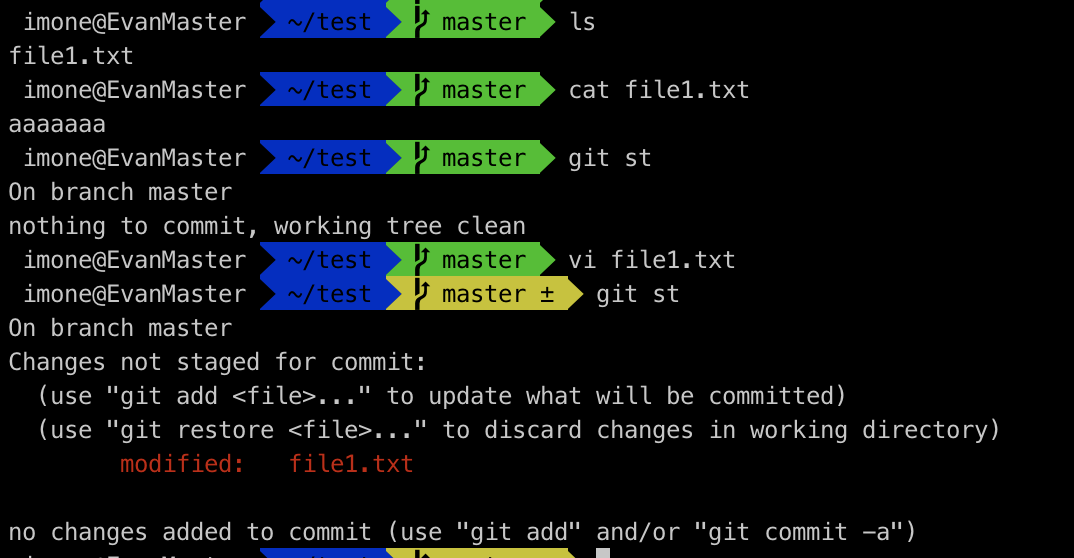 imone@EvanMaster ~/test master ls
file1.txt
imone@EvanMaster ~/test master cat file1.txt
aaaaaaa
imone@EvanMaster ~/test master git st
On branch master
nothing to commit, working tree clean
imone@EvanMaster ~/test master vi file1.txt
imone@EvanMaster ~/test master ± git st
On branch master
Changes not staged for commit:
(use "git add <file>..." to update what will be committed)
(use "git restore <file>..." to discard changes in working directory)
modified: file1.txt
no changes added to commit (use "git add" and/or "git commit -a")